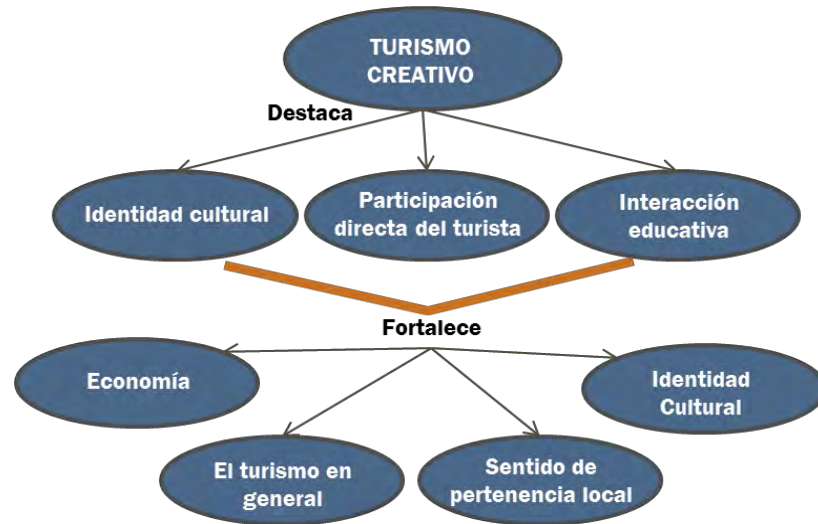 TURISMO
CREATIVO
Destaca
Identidad cultural
Participación
directa del turista
Interacción
educativa
Fortalece
Economía
Identidad
Cultural
El turismo en
general
Sentido de
pertenencia local